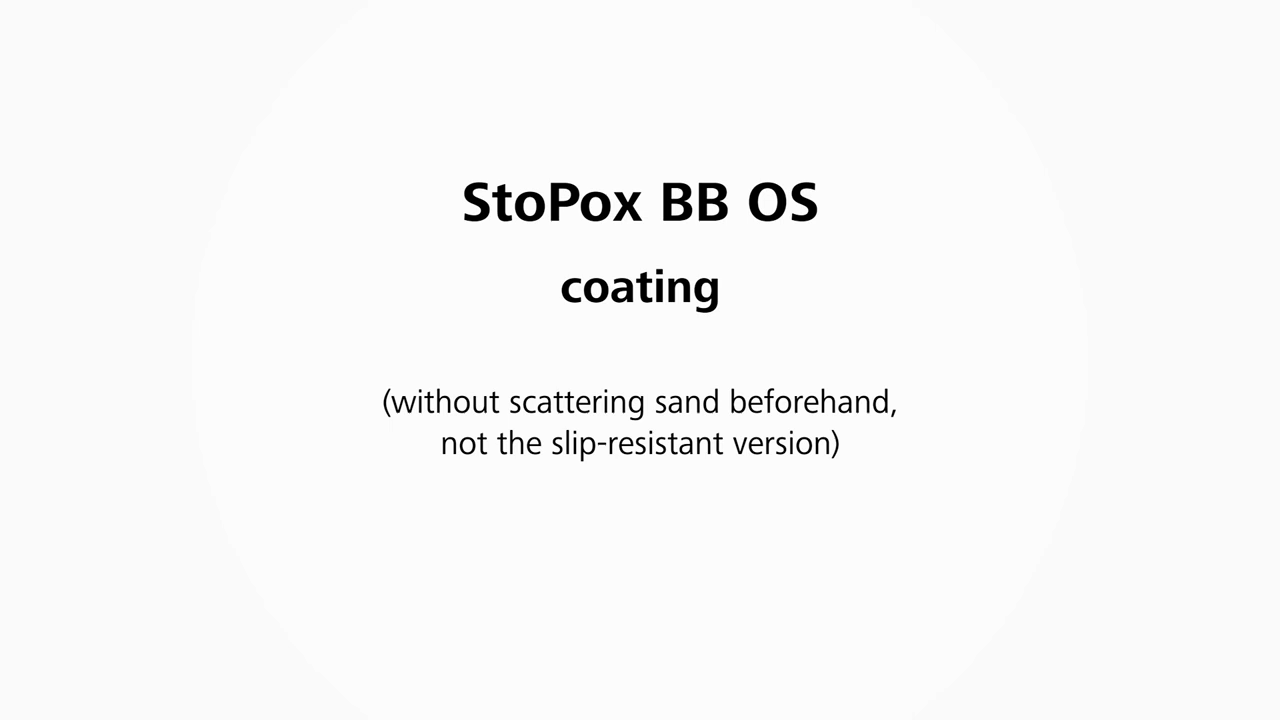 StoPox BB OS
coating
(without scattering sand beforehand,
not the slip-resistant version)